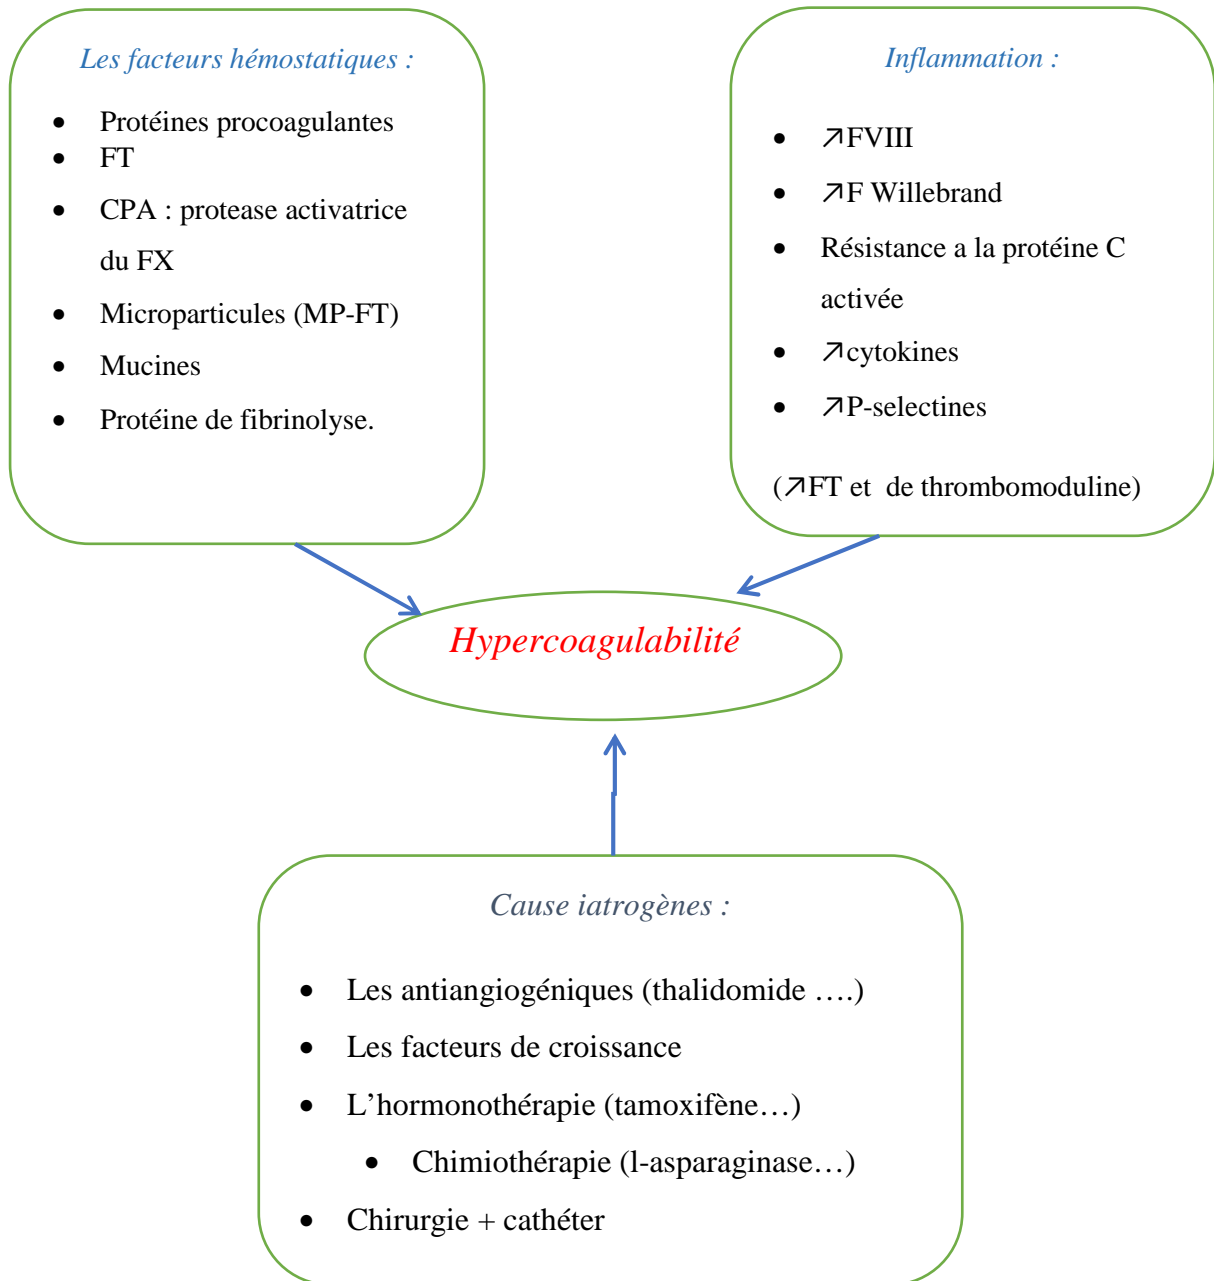 Les facteurs hémostatiques :
• Protéines procoagulantes
• FT
• CPA : protease activatrice
du FX
• Microparticules (MP-FT)
• Mucines
• Protéine de fibrinolyse.
Inflammation :
• ↗FVIII
• ↗F Willebrand
• Résistance a la protéine C
activée
• ↗cytokines
• ↗P-selectines
(↗FT et de thrombomoduline)
Hypercoagulabilité
Cause iatrogènes :
• Les antiangiogéniques (thalidomide ….)
• Les facteurs de croissance
• L’hormonothérapie (tamoxifène…)
• Chimiothérapie (l-asparaginase…)
• Chirurgie + cathéter